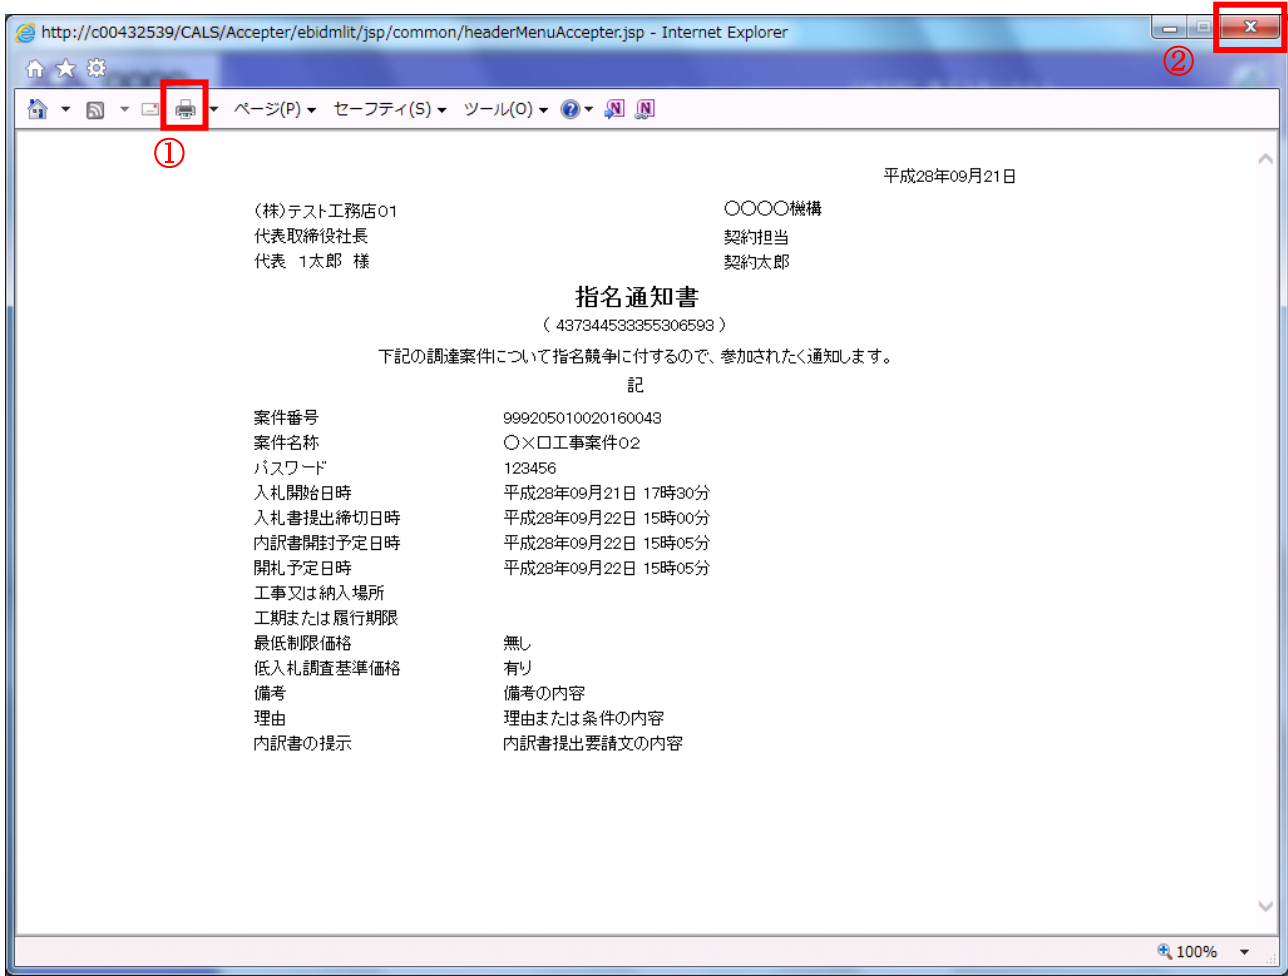 http://c00432539/CALS/Accepter/ebidmlit/jsp/common/headerMenuAccepter.jsp - Internet Explorer
②
ページ(P) セーフティ(S) ツール(O)
①
平成28年09月21日
（株）テスト工務店０１ 〇〇〇〇機構
代表取締役社長 契約担当
代表　１太郎　様 契約太郎
指名通知書
（ 437344533355306593 ）
下記の調達案件について指名競争に付するので、参加されたく通知します。
記
案件番号 999205010020160043
案件名称 〇×口工事案件０２
パスワード 123456
入札開始日時 平成28年09月21日 17時30分
入札書提出締切日時 平成28年09月22日 15時00分
内訳書開封予定日時 平成28年09月22日 15時05分
開札予定日時 平成28年09月22日 15時05分
工事又は納入場所
工期または履行期限
最低制限価格 無し
低入札調査基準価格 有り
備考 備考の内容
理由 理由または条件の内容
内訳書の提示 内訳書提出要請文の内容
100%